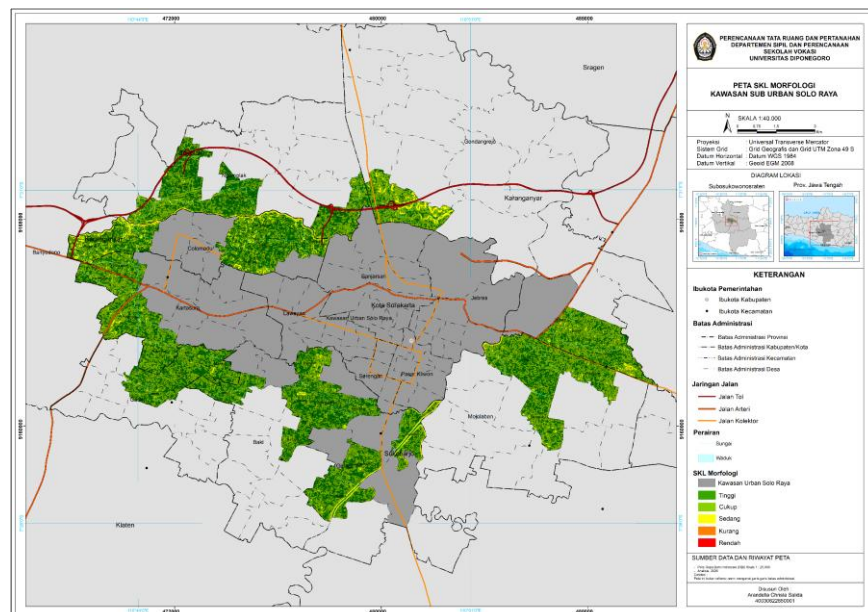 472000
480000
488000
Sragen
Gondangrejo
Karanganyar
Colomadu
Banyudono
Banjarsari
Kota Surakarta
Jebres
Kartasura
Laweyan
Kawasan Urban Solo Raya
Serengan
Pasar Kliwon
Mojolaban
Baki
Klaten
9168000
9160000
472000
480000
488000
PERENCANAAN TATA RUANG DAN PERTANAHAN
DEPARTEMEN SIPIL DAN PERENCANAAN
SEKOLAH VOKASI
UNIVERSITAS DIPONEGORO
PETA SKL MORFOLOGI
KAWASAN SUB URBAN SOLO RAYA
N
SKALA 1:40.000
Proyeksi : Universal Transverse Mercator
Sistem Grid : Grid Geografis dan Grid UTM Zona 49 S
Datum Horizontal : Datum WGS 1984
Datum Vertikal : Geoid EGM 2008
DIAGRAM LOKASI
Subosukowonosraten
Prov. Jawa Tengah
KETERANGAN
Ibukota Pemerintahan
Ibukota Kabupaten
Ibukota Kecamatan
Batas Administrasi
Batas Administrasi Provinsi
Batas Administrasi Kabupaten/Kota
Batas Administrasi Kecamatan
Batas Administrasi Desa
Jaringan Jalan
Jalan Tol
Jalan Arteri
Jalan Kolektor
Perairan
Sungai
Waduk
SKL Morfologi
Kawasan Urban Solo Raya
Tinggi
Cukup
Sedang
Kurang
Rendah
SUMBER DATA DAN RIWAYAT PETA
Disusun Oleh